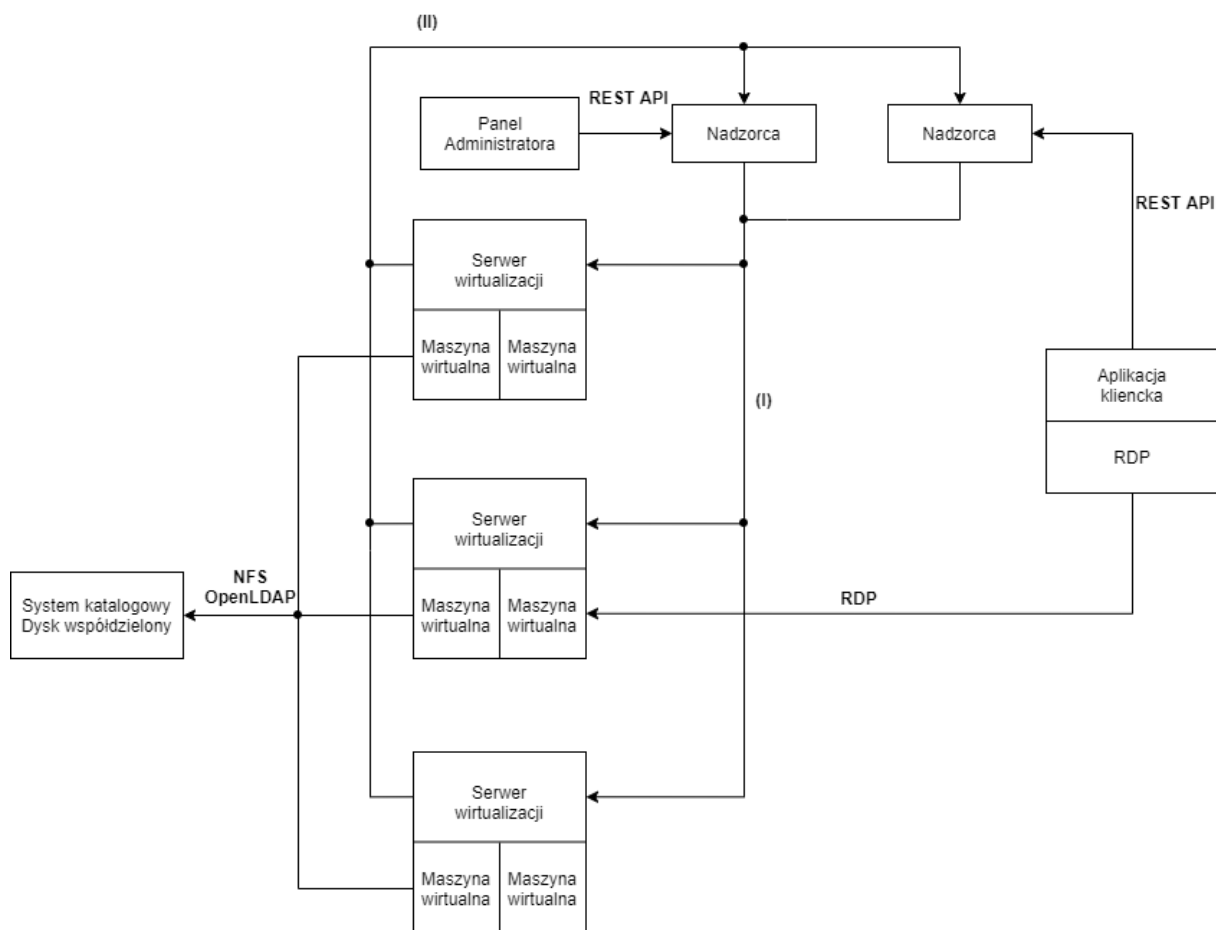 (II)
REST API
Panel
Administratora
Nadzorca
Nadzorca
REST API
Serwer
wirtualizacji
Maszyna
wirtualna
Maszyna
wirtualna
(I)
Aplikacja
kliencka
RDP
Serwer
wirtualizacji
Maszyna
wirtualna
Maszyna
wirtualna
RDP
NFS
OpenLDAP
System katalogowy
Dysk współdzielony
Serwer
wirtualizacji
Maszyna
wirtualna
Maszyna
wirtualna